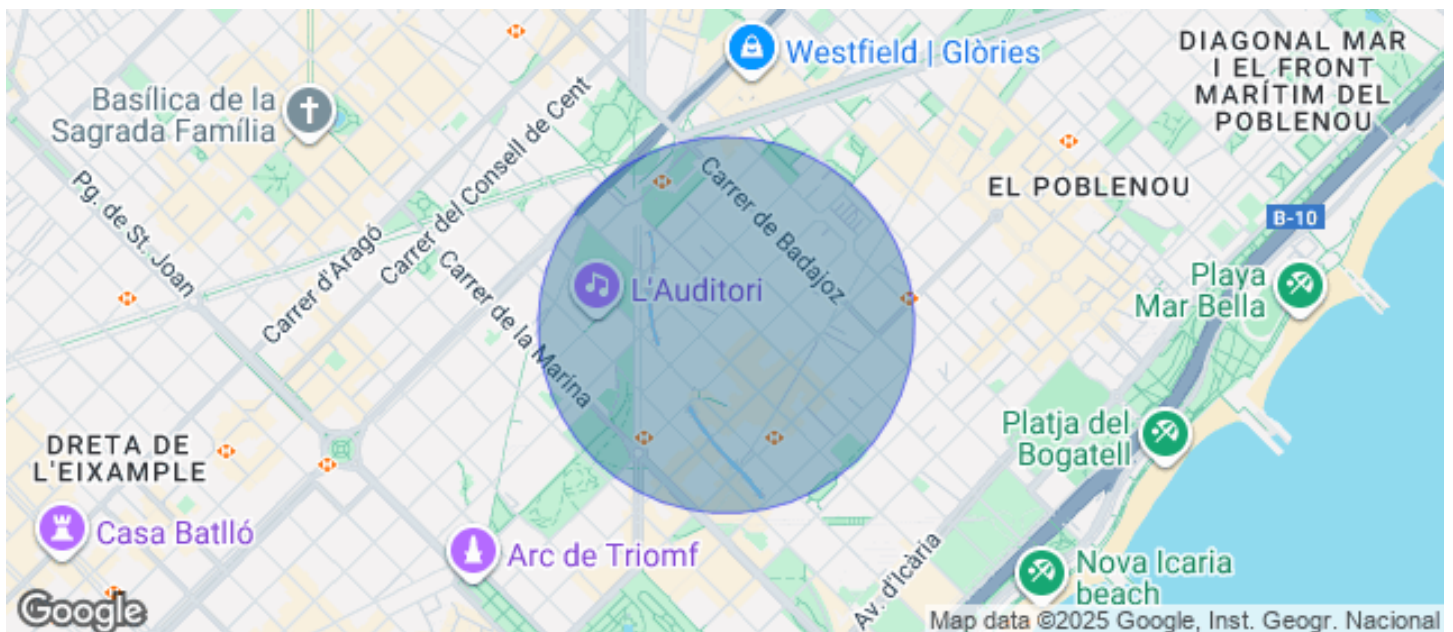 Westfield | Glòries
DIAGONAL MAR
I EL FRONT
MARÍTIM DEL
POBLENOU
Basílica de la
Sagrada Família
Carrer del Consell de Cent
Carrer de Badajoz
EL POBLENOU
Pg. de St. Joan
B-10
Carrer d'Aragó
Carrer de la Marina
L'Auditori
Playa
Mar Bella
Platja del
Bogatell
DRETA DE
L'EIXAMPLE
Casa Batlló
Arc de Triomf
Av. d'Icària
Nova Icaria
beach
Google
Map data ©2025 Google, Inst. Geogr. Nacional